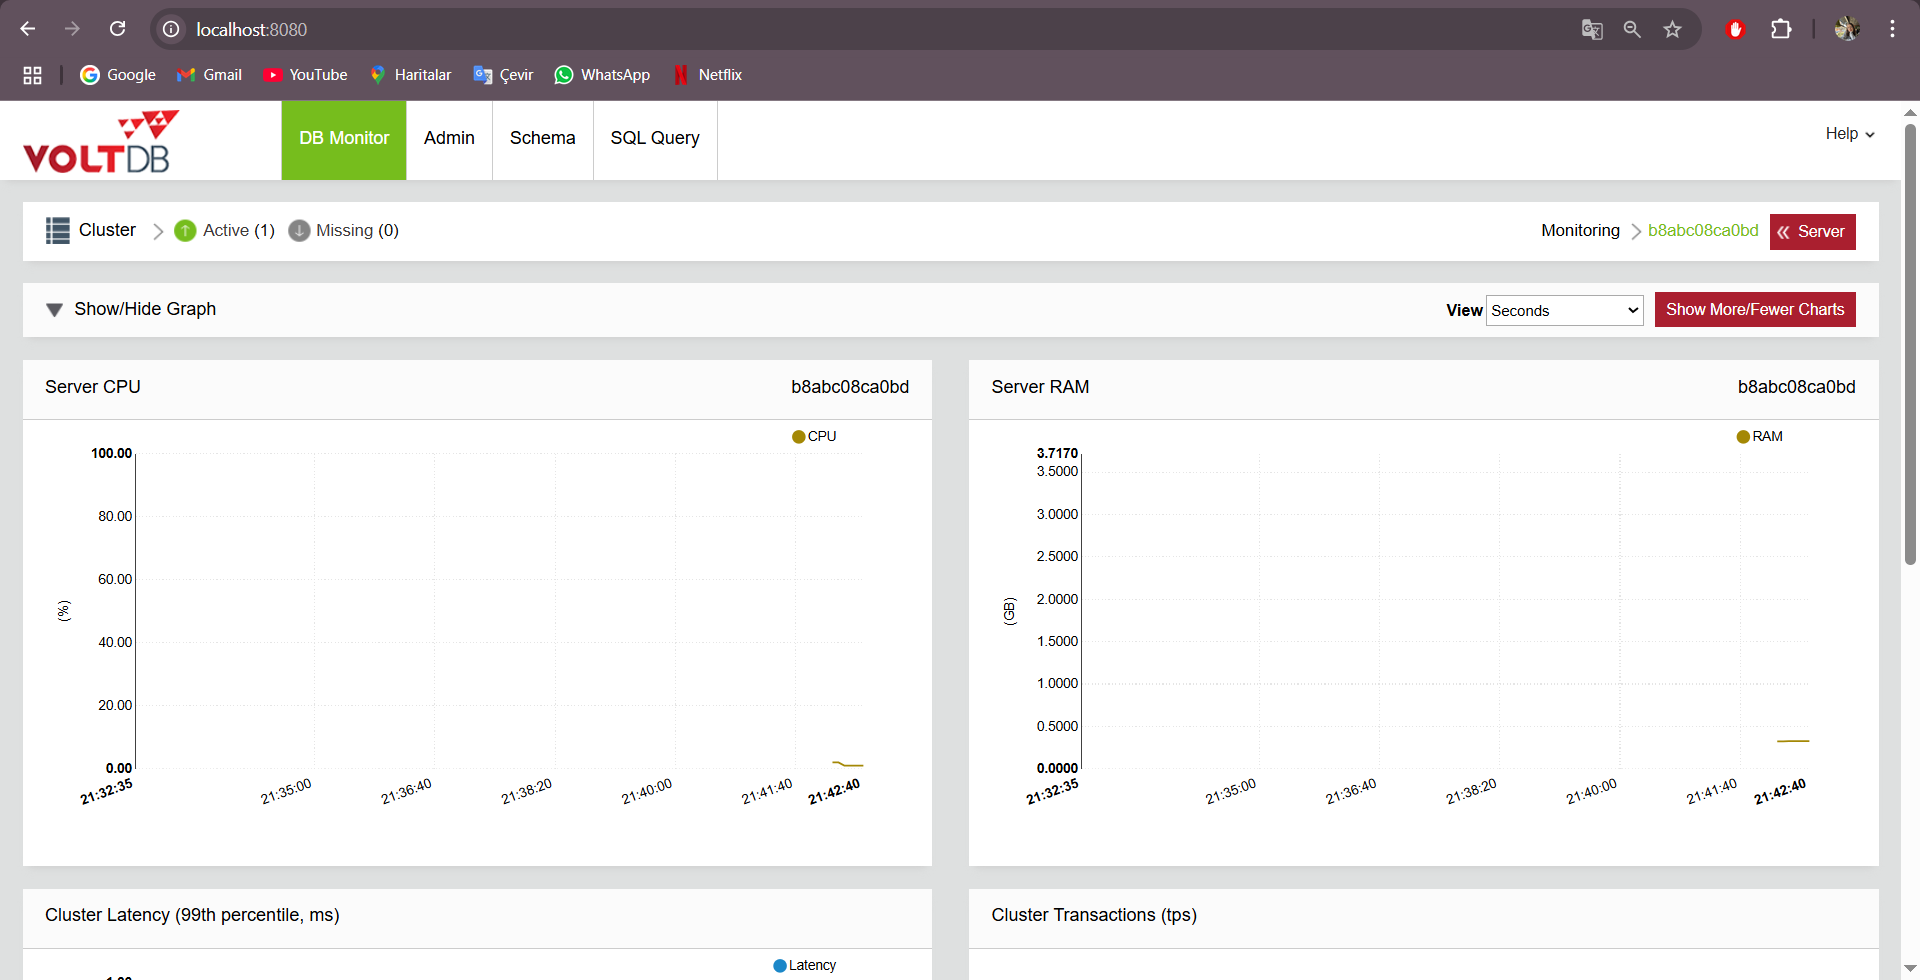 localhost:8080
Google Gmail YouTube Haritalar Çevir WhatsApp Netflix
VOLTDB DB Monitor Admin Schema SQL Query Help
Cluster Active (1) Missing (0) Monitoring b8abc08ca0bd « Server
Show/Hide Graph View Seconds Show More/Fewer Charts
Server CPU b8abc08ca0bd
CPU
100.00
80.00
60.00
(%)
40.00
20.00
0.00
21:32:35 21:35:00 21:36:40 21:38:20 21:40:00 21:41:40 21:42:40
Server RAM b8abc08ca0bd
RAM
3.7170
3.5000
3.0000
2.5000
2.0000
(GB)
1.5000
1.0000
0.5000
0.0000
21:32:35 21:35:00 21:36:40 21:38:20 21:40:00 21:41:40 21:42:40
Cluster Latency (99th percentile, ms)
Latency
Cluster Transactions (tps)